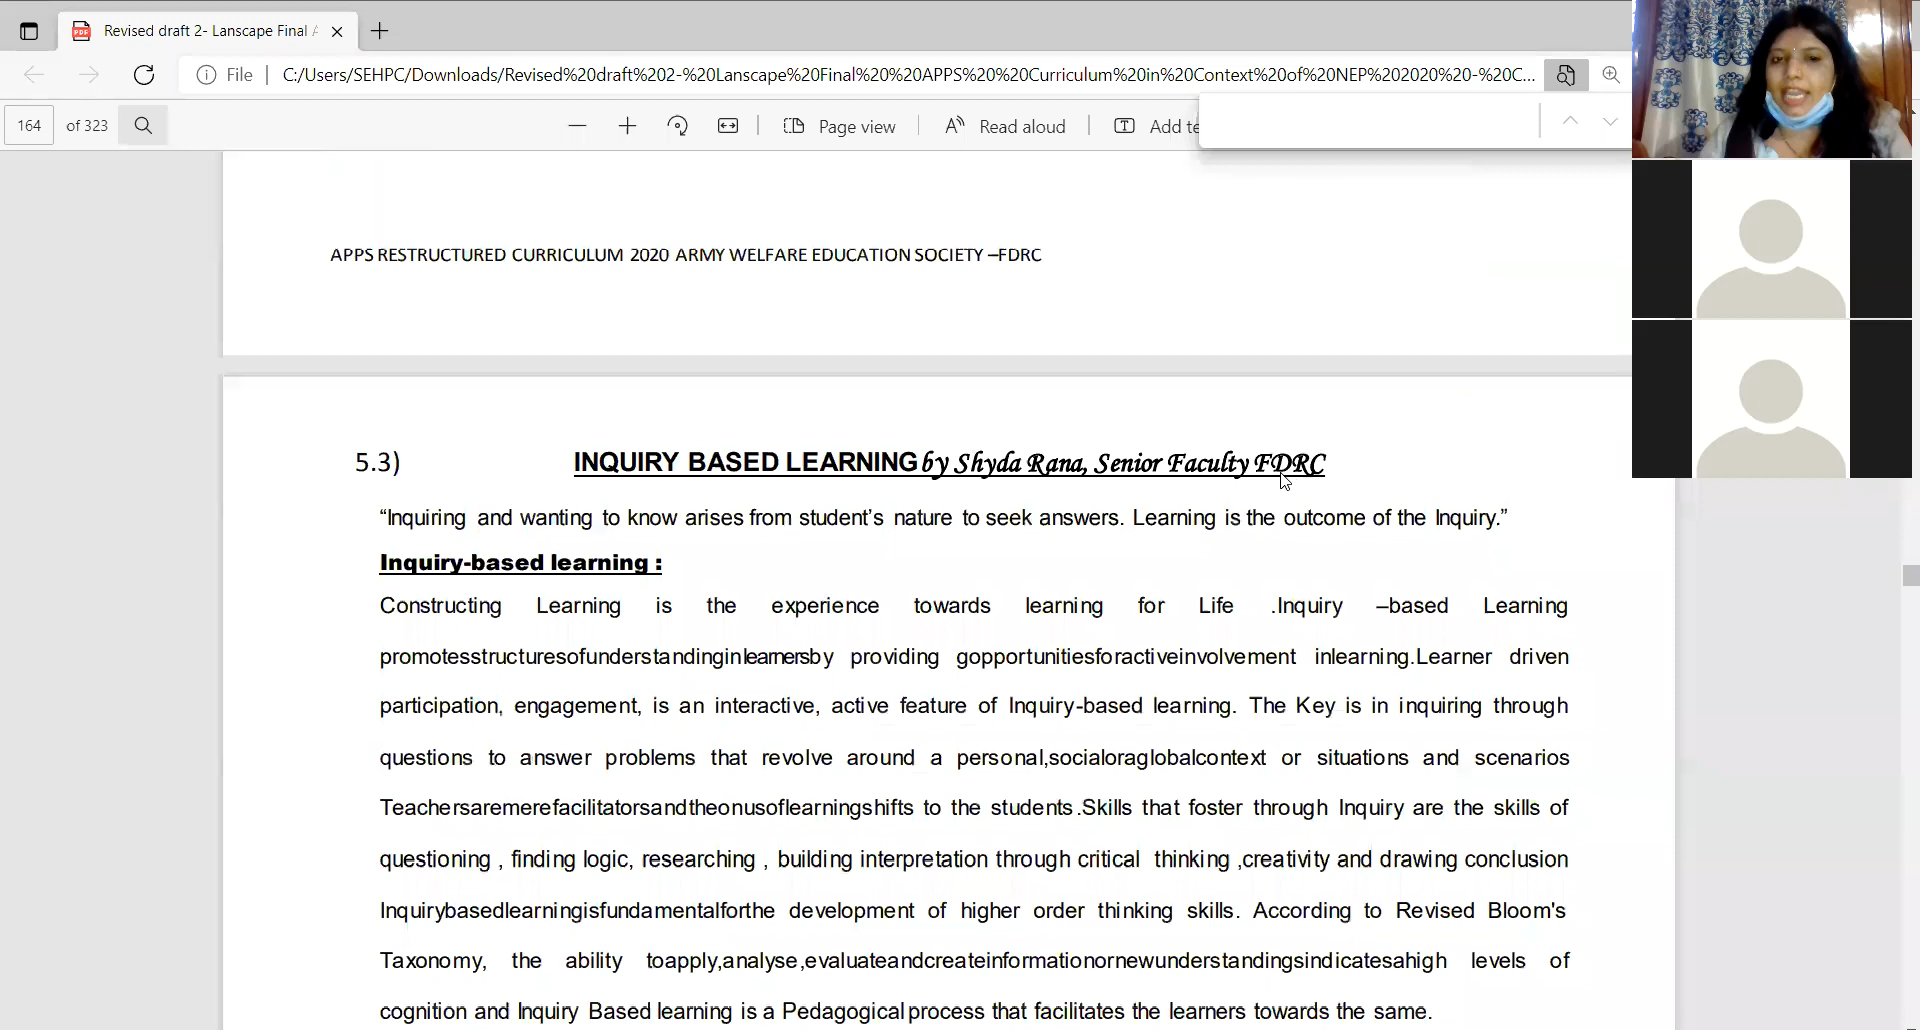 Revised draft 2- Lanscape Final
File
C:/Users/SEHPC/Downloads/Revised%20draft%202-%20Lanscape%20Final%20%20APPS%20%20Curriculum%20in%20Context%20of%20NEP%202020%20-%20C...
164 of 323
Page view
Read aloud
Add te
APPS RESTRUCTURED CURRICULUM 2020 ARMY WELFARE EDUCATION SOCIETY –FDRC
5.3) INQUIRY BASED LEARNING by Shyda Rana, Senior Faculty FDRC
“Inquiring and wanting to know arises from student’s nature to seek answers. Learning is the outcome of the Inquiry.”
Inquiry-based learning :
Constructing Learning is the experience towards learning for Life .Inquiry –based Learning
promotesstructuresofunderstandinginlearnersby providing gopportunitiesforactiveinvolvement inlearning.Learner driven
participation, engagement, is an interactive, active feature of Inquiry-based learning. The Key is in inquiring through
questions to answer problems that revolve around a personal,socialoraglobalcontext or situations and scenarios
Teachersaremerefacilitatorsandtheonusoflearningshifts to the students.Skills that foster through Inquiry are the skills of
questioning , finding logic, researching , building interpretation through critical thinking ,creativity and drawing conclusion
Inquirybasedlearningisfundamentalforthe development of higher order thinking skills. According to Revised Bloom's
Taxonomy, the ability toapply,analyse,evaluateandcreateinformationornewunderstandingsindicatesahigh levels of
cognition and Inquiry Based learning is a Pedagogical process that facilitates the learners towards the same.